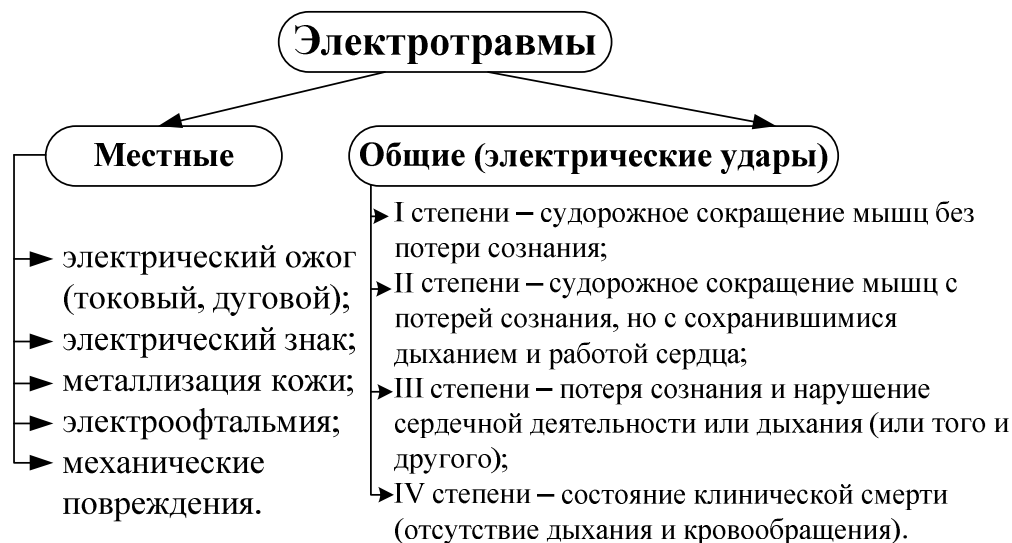 Электротравмы
Местные
электрический ожог
(токовый, дуговой);
электрический знак;
металлизация кожи;
электроофтальмия;
механические
повреждения.
Общие (электрические удары)
I степени – судорожное сокращение мышц без
потери сознания;
II степени – судорожное сокращение мышц с
потерей сознания, но с сохранившимися
дыханием и работой сердца;
III степени – потеря сознания и нарушение
сердечной деятельности или дыхания (или того и
другого);
IV степени – состояние клинической смерти
(отсутствие дыхания и кровообращения).